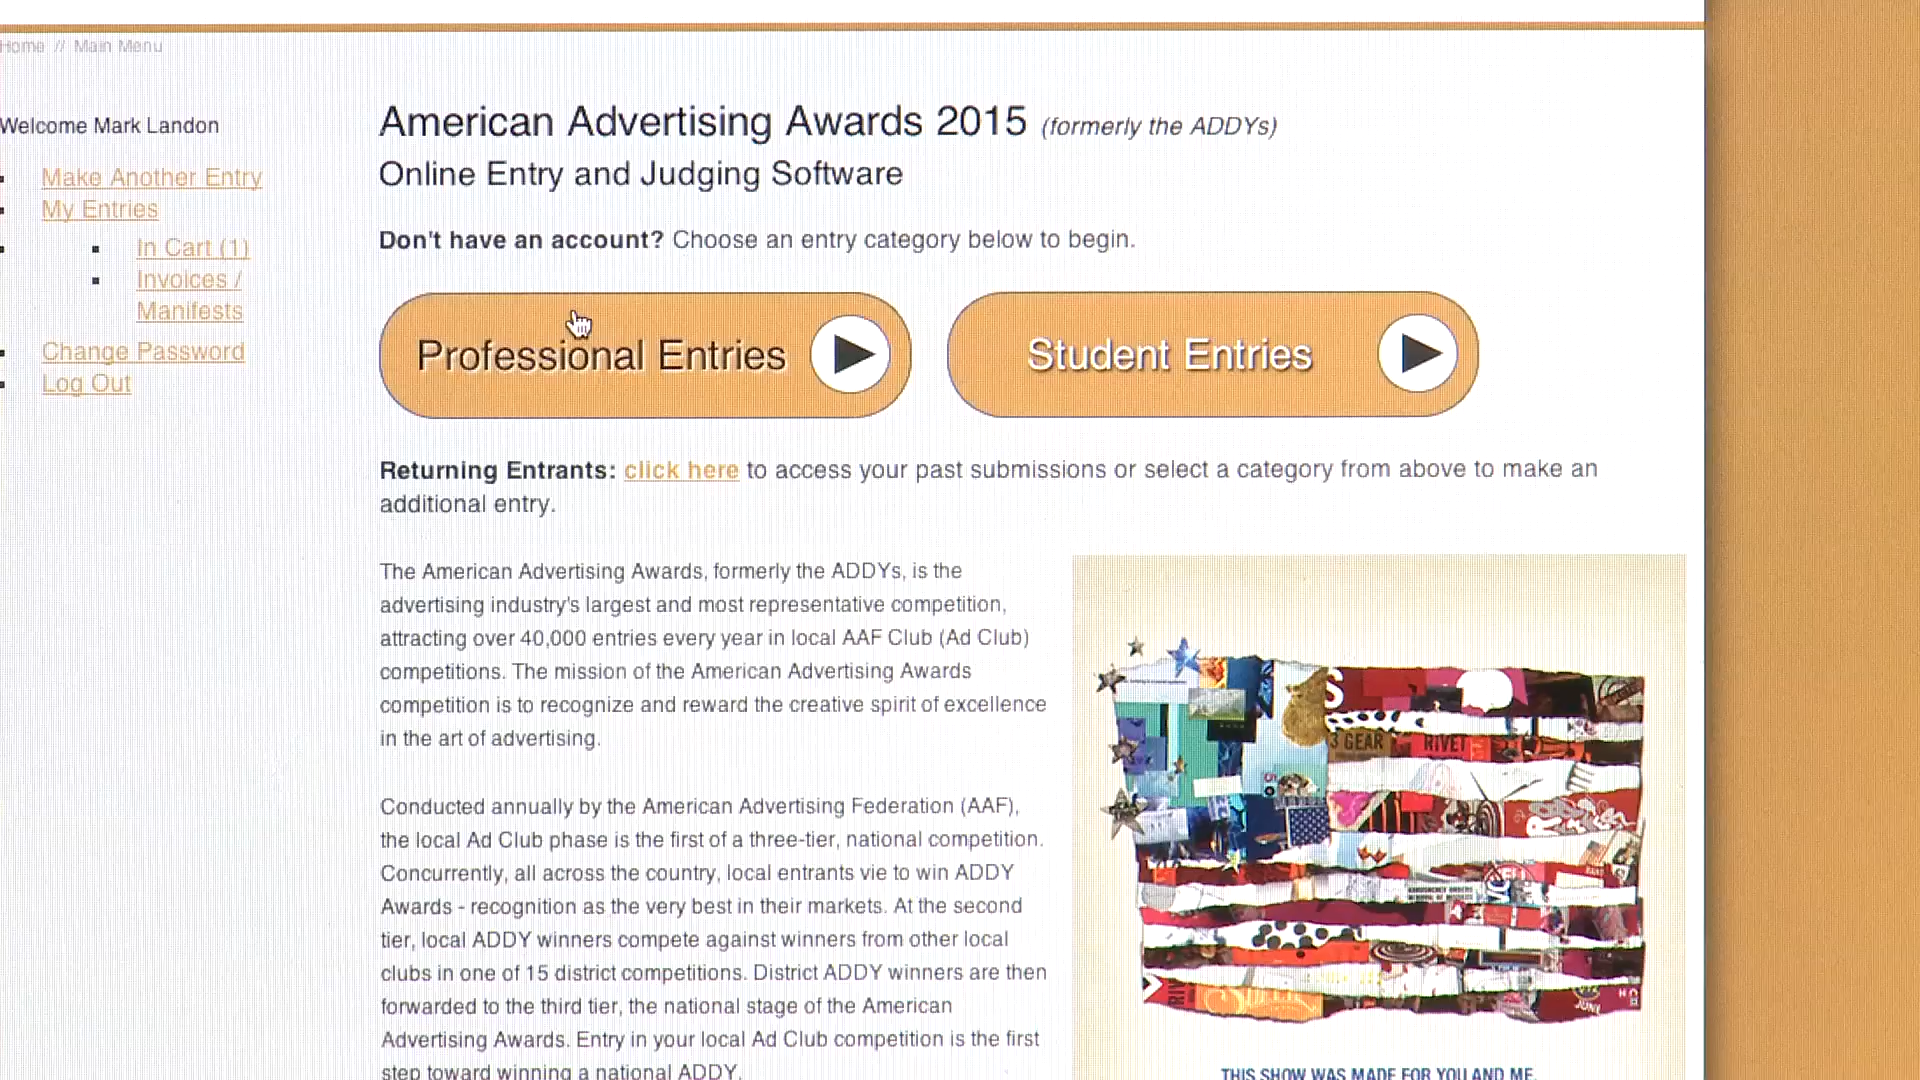 Home // Main Menu
Welcome Mark Landon
Make Another Entry
My Entries
In Cart (1)
Invoices /
Manifests
Change Password
Log Out
American Advertising Awards 2015 (formerly the ADDYs)
Online Entry and Judging Software
Don't have an account? Choose an entry category below to begin.
Professional Entries
Student Entries
Returning Entrants: click here to access your past submissions or select a category from above to make an
additional entry.
The American Advertising Awards, formerly the ADDYs, is the
advertising industry's largest and most representative competition,
attracting over 40,000 entries every year in local AAF Club (Ad Club)
competitions. The mission of the American Advertising Awards
competition is to recognize and reward the creative spirit of excellence
in the art of advertising.
Conducted annually by the American Advertising Federation (AAF),
the local Ad Club phase is the first of a three-tier, national competition.
Concurrently, all across the country, local entrants vie to win ADDY
Awards - recognition as the very best in their markets. At the second
tier, local ADDY winners compete against winners from other local
clubs in one of 15 district competitions. District ADDY winners are then
forwarded to the third tier, the national stage of the American
Advertising Awards. Entry in your local Ad Club competition is the first
step toward winning a national ADDY.
3 GEAR
RIVET
THIS SHOW WAS MADE FOR YOU AND ME.